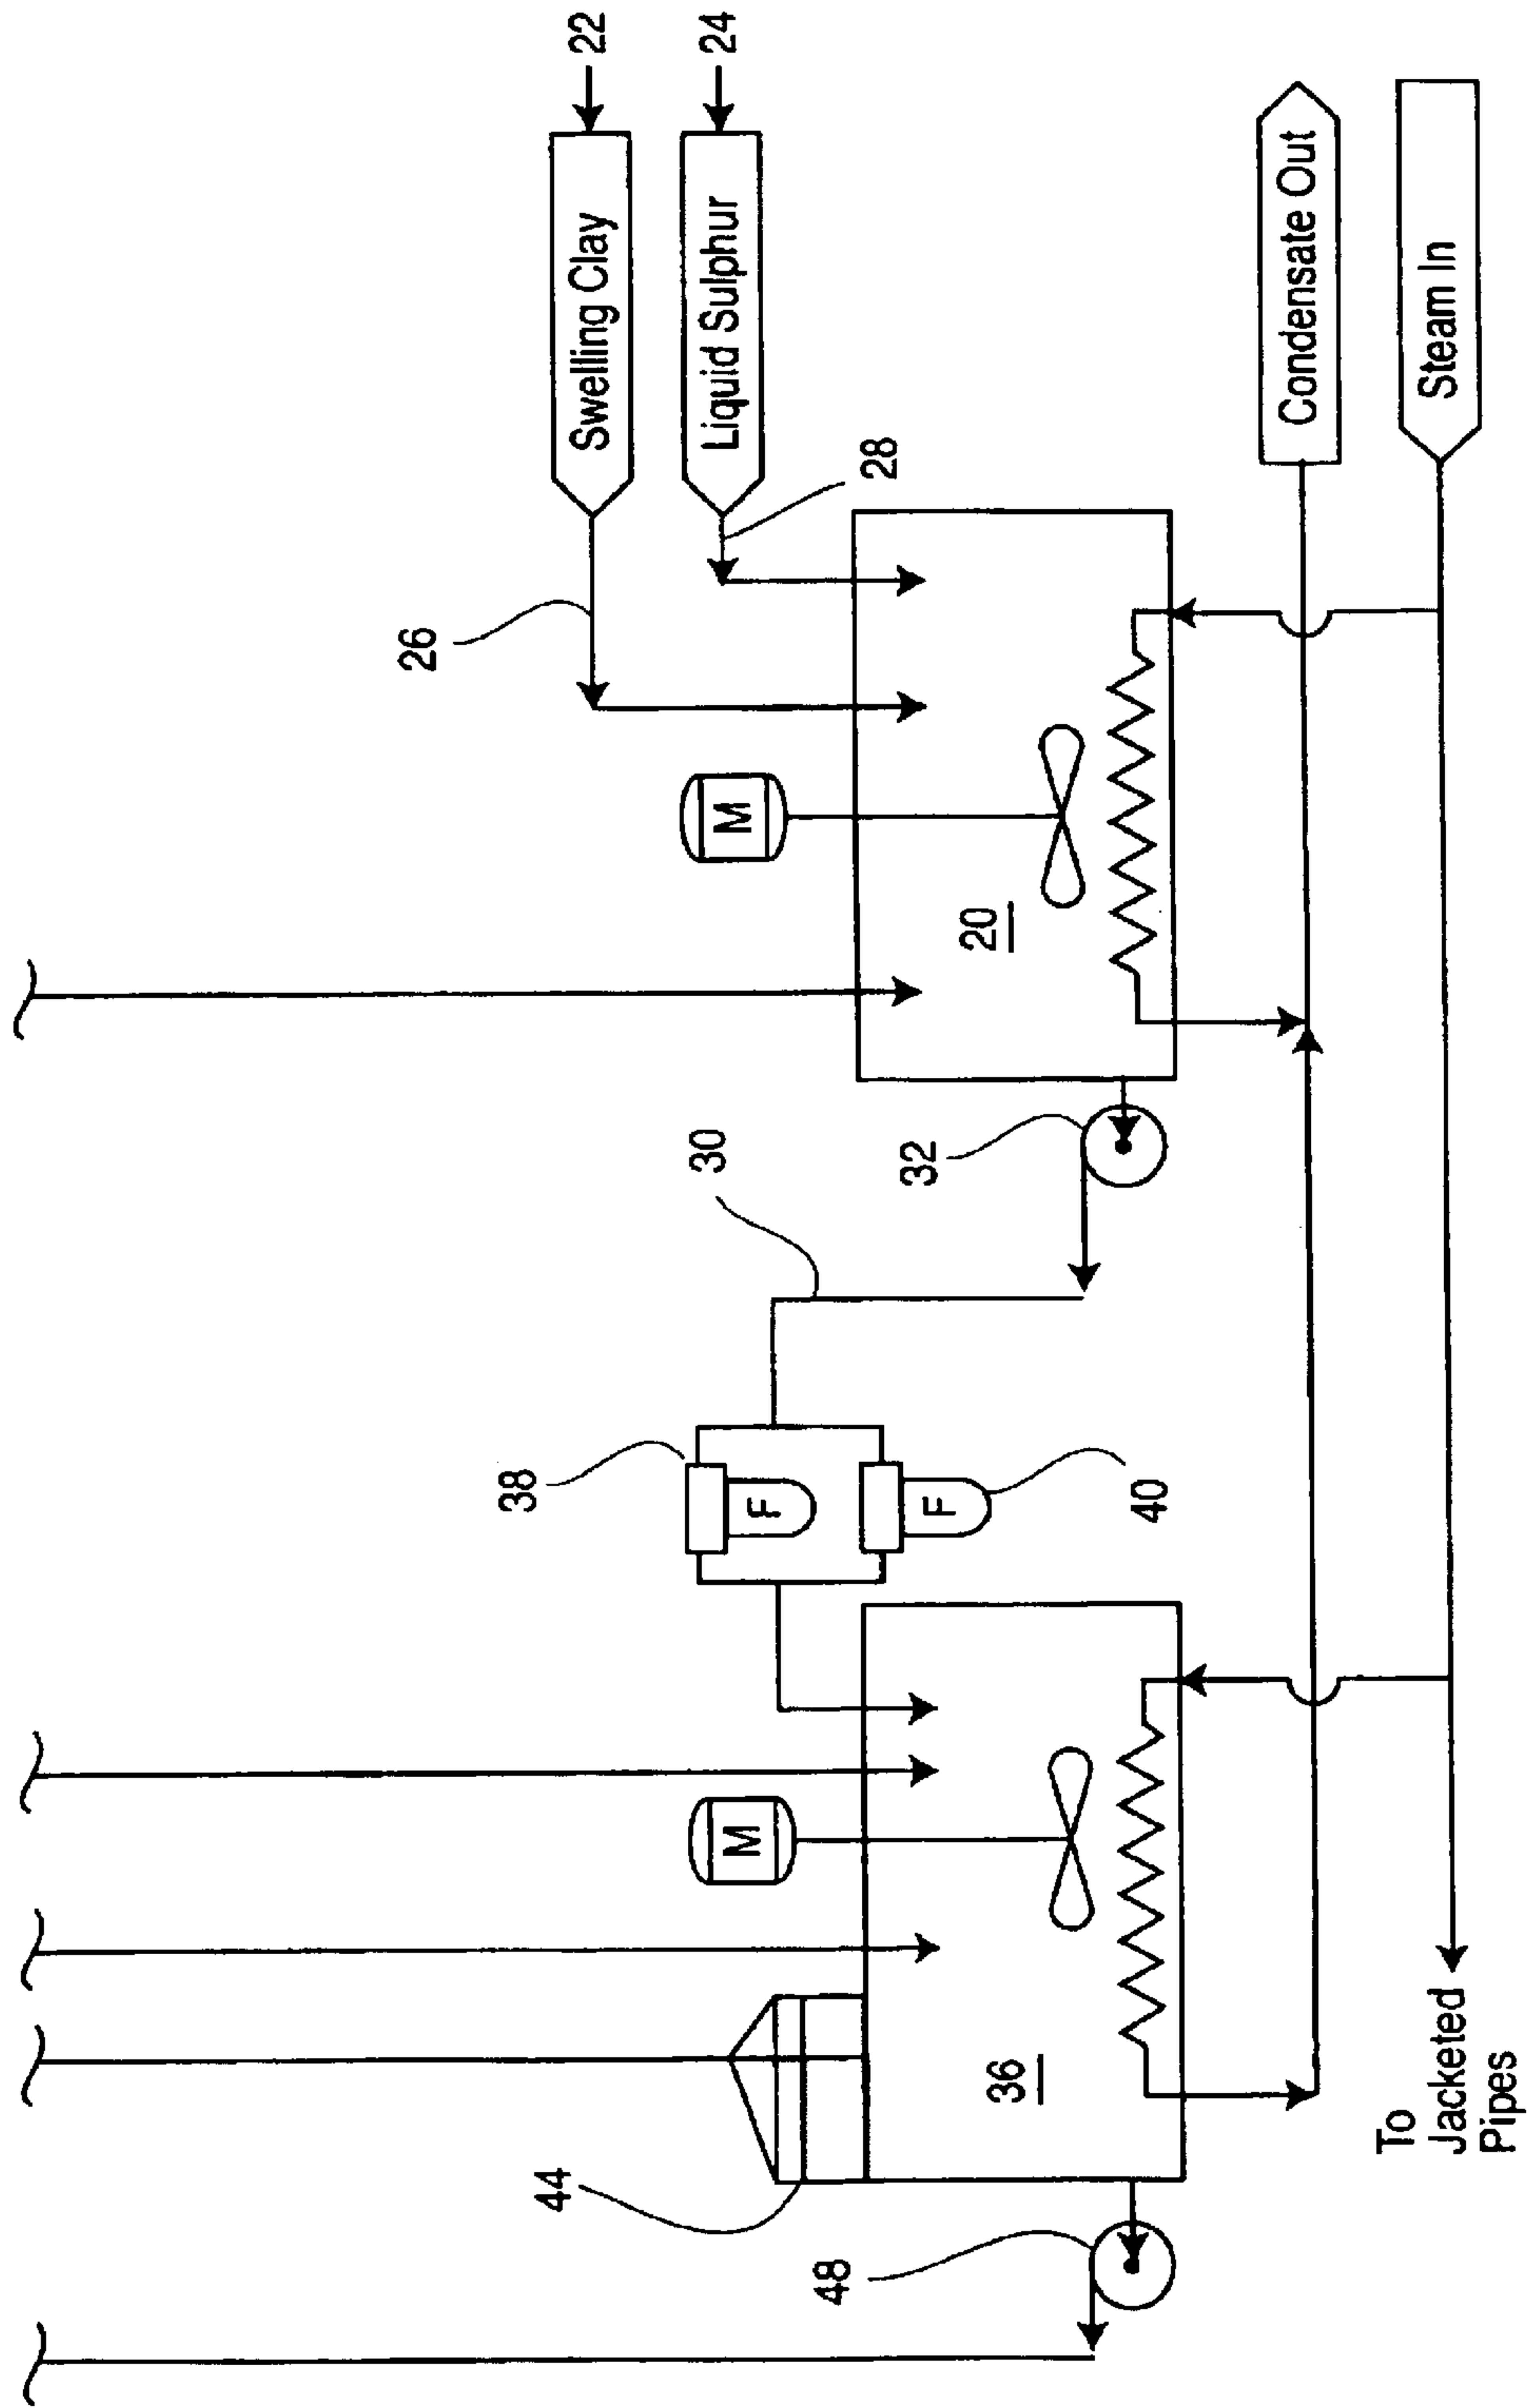 22
Swelling Clay
24
Liquid Sulphur
26
28
M
20
Condensate Out
Steam In
30
32
38
F
F
40
M
36
44
48
To
Jacketed
Pipes